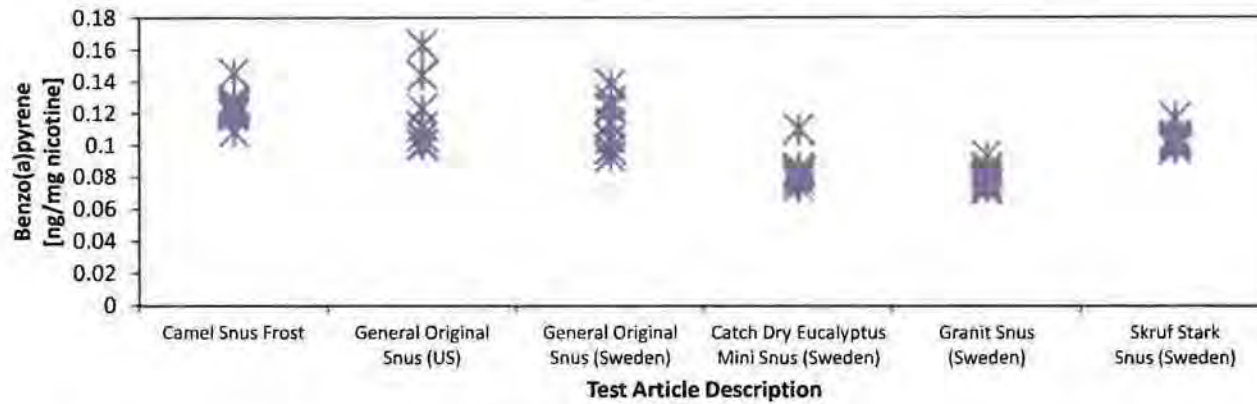 0.18
0.16
0.14
0.12
0.1
0.08
0.06
0.04
0.02
0
Benzo(a)pyrene
[ng/mg nicotine]
Camel Snus Frost
General Original
Snus (US)
General Original
Snus (Sweden)
Catch Dry Eucalyptus
Mini Snus (Sweden)
Granit Snus
(Sweden)
Skruf Stark
Snus (Sweden)
Test Article Description